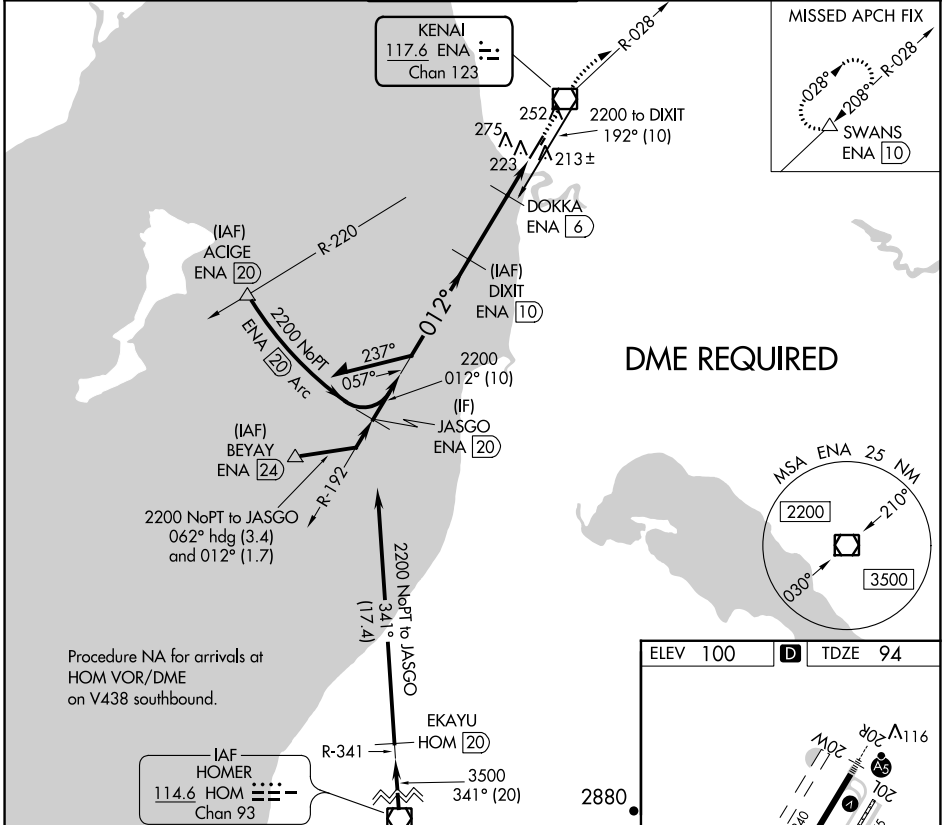 KENAI
117.6 ENA
Chan 123
R-028
MISSED APCH FIX
028°
208°
R-028
SWANS
ENA 10
252
2200 to DIXIT
192° (10)
275
223
213±
DOKKA
ENA 6
(IAF)
ACIGE
ENA 20
R-220
(IAF)
DIXIT
ENA 10
012°
2200 NoPT
ENA 20 Arc
237°
057°
2200
012° (10)
DME REQUIRED
(IF)
JASGO
ENA 20
(IAF)
BEYAY
ENA 24
R-192
2200 NoPT to JASGO
062° hdg (3.4)
and 012° (1.7)
MSA ENA 25 NM
2200
210°
030°
3500
2200 NoPT to JASGO
341°
(17.4)
Procedure NA for arrivals at
HOM VOR/DME
on V438 southbound.
ELEV 100 D TDZE 94
EKAYU
HOM 20
R-341
3500
341° (20)
IAF
HOMER
114.6 HOM
Chan 93
2880
20W
20R
116
A5
20L